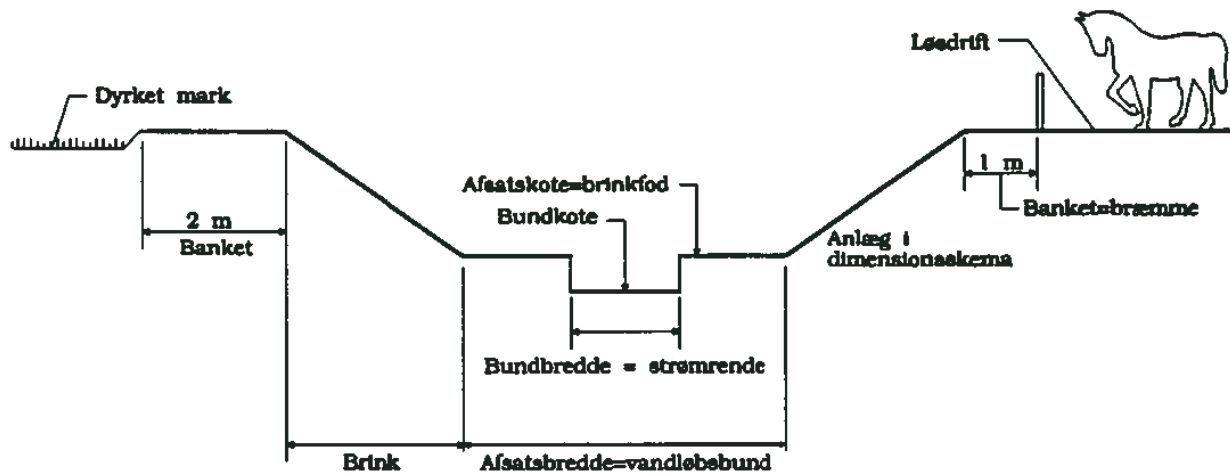 Løsdrift
Dyrket mark
1 m
Afsatskote=brinkfod
Bundkote
Banket=bræmme
2 m
Banket
Anlæg i
dimensionsskema
Bundbredde = strømrende
Brink
Afsatsbredde=vandløbsbund